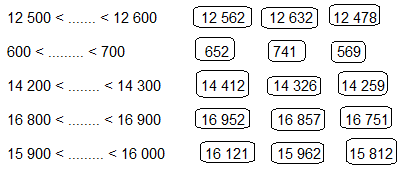 12 500 < ........ < 12 600 12 562 12 632 12 478
600 < ......... < 700 652 741 569
14 200 < ........ < 14 300 14 412 14 326 14 259
16 800 < ........ < 16 900 16 952 16 857 16 751
15 900 < ......... < 16 000 16 121 15 962 15 812